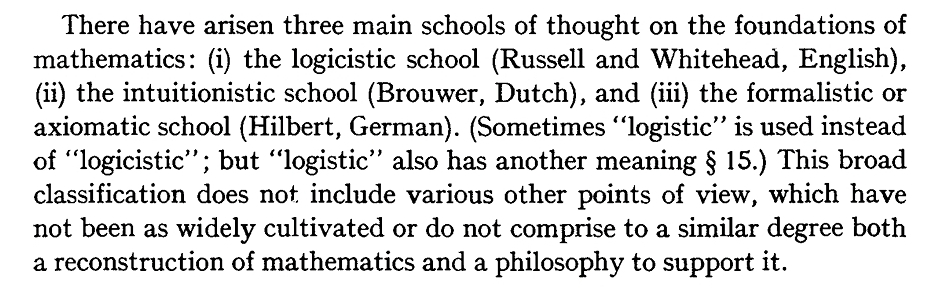 There have arisen three main schools of thought on the foundations of
mathematics: (i) the logicistic school (Russell and Whitehead, English),
(ii) the intuitionistic school (Brouwer, Dutch), and (iii) the formalistic or
axiomatic school (Hilbert, German). (Sometimes “logistic” is used instead
of “logicistic”; but “logistic” also has another meaning § 15.) This broad
classification does not include various other points of view, which have
not been as widely cultivated or do not comprise to a similar degree both
a reconstruction of mathematics and a philosophy to support it.